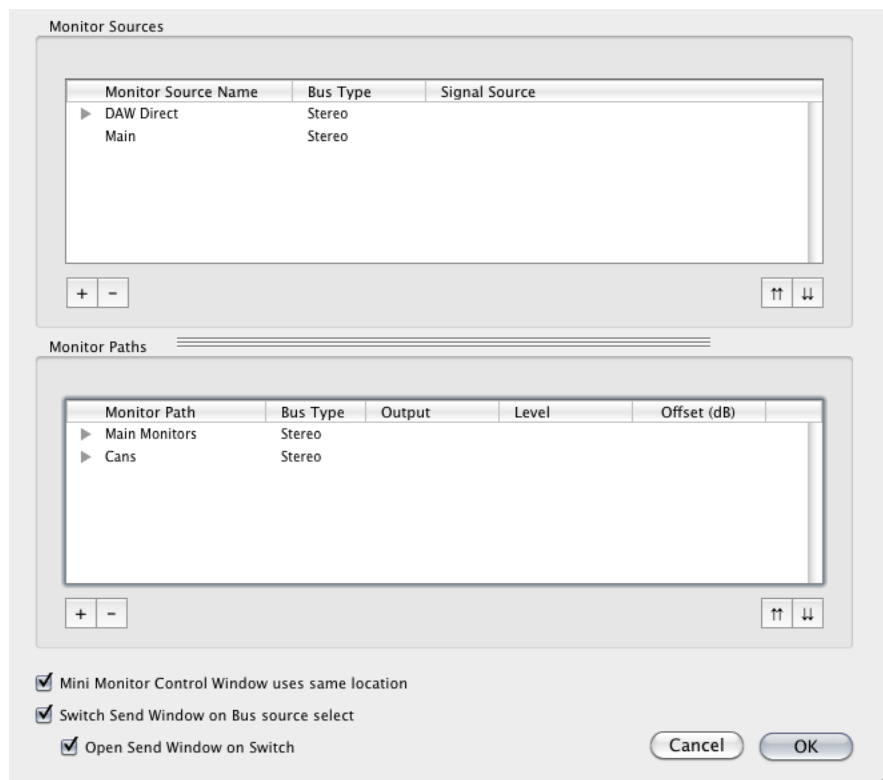 Monitor Sources
Monitor Source Name Bus Type Signal Source
DAW Direct Stereo
Main Stereo
+ -
⇈ ⇊
Monitor Paths
Monitor Path Bus Type Output Level Offset (dB)
Main Monitors Stereo
Cans Stereo
+ -
⇈ ⇊
Mini Monitor Control Window uses same location
Switch Send Window on Bus source select
Open Send Window on Switch
Cancel OK